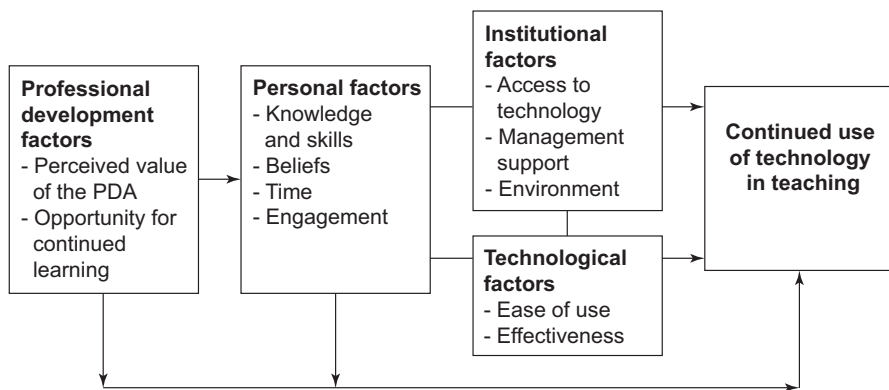 Professional
development
factors
- Perceived value
of the PDA
- Opportunity for
continued
learning
Personal factors
- Knowledge
and skills
- Beliefs
- Time
- Engagement
Institutional
factors
- Access to
technology
- Management
support
- Environment
Technological
factors
- Ease of use
- Effectiveness
Continued use
of technology
in teaching